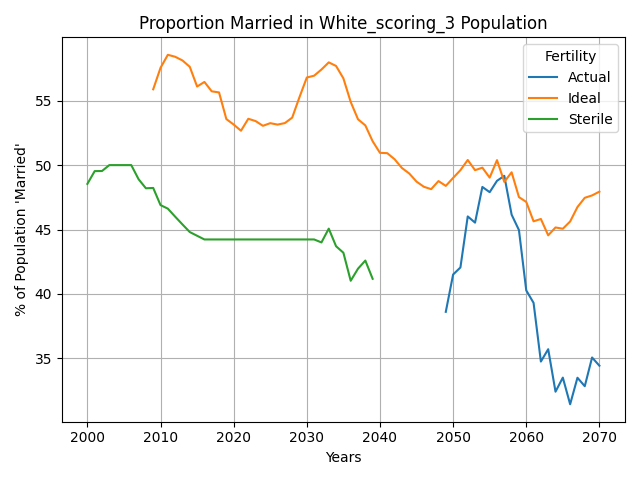 Proportion Married in White_scoring_3 Population
% of Population 'Married'
55
50
45
40
35
Fertility
Actual
Ideal
Sterile
2000 2010 2020 2030 2040 2050 2060 2070
Years